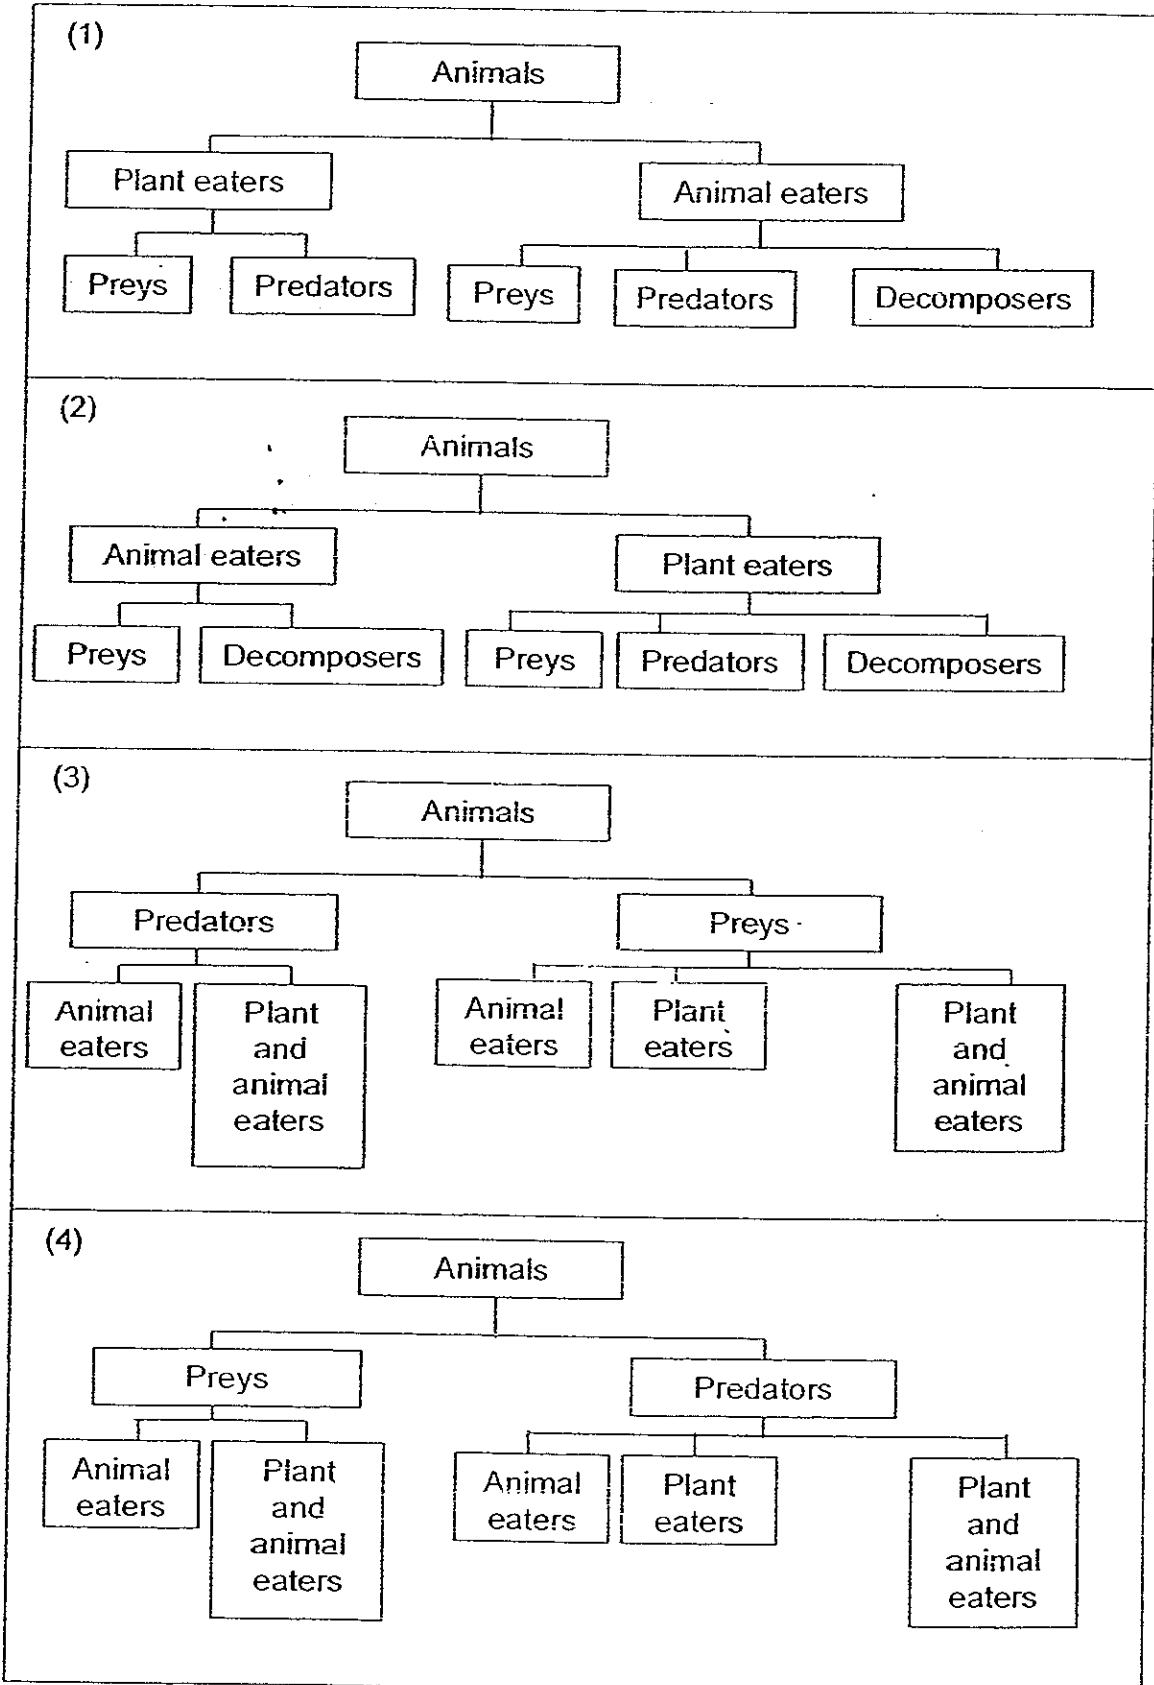 (1)
Animals
Plant eaters
Animal eaters
Preys
Predators
Preys
Predators
Decomposers
(2)
Animals
Animal eaters
Plant eaters
Preys
Decomposers
Preys
Predators
Decomposers
(3)
Animals
Predators
Preys
Animal
eaters
Plant
and
animal
eaters
Animal
eaters
Plant
eaters
Plant
and
animal
eaters
(4)
Animals
Preys
Predators
Animal
eaters
Plant
and
animal
eaters
Animal
eaters
Plant
eaters
Plant
and
animal
eaters